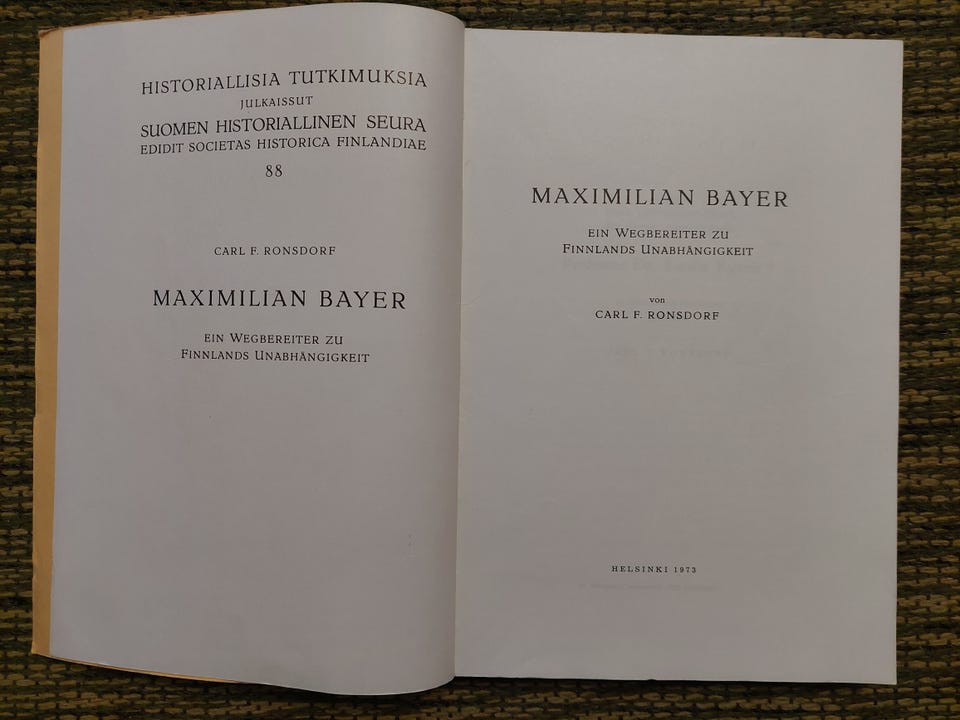 HISTORIALLISIA TUTKIMUKSIA
JULKAISSUT
SUOMEN HISTORIALLINEN SEURA
EDIDIT SOCIETAS HISTORICA FINLANDIAE
88
CARL F. RONSDORF
MAXIMILIAN BAYER
EIN WEGBEREITER ZU
FINNLANDS UNABHÄNGIGKEIT
MAXIMILIAN BAYER
EIN WEGBEREITER ZU
FINNLANDS UNABHÄNGIGKEIT
von
CARL F. RONSDORF
HELSINKI 1973